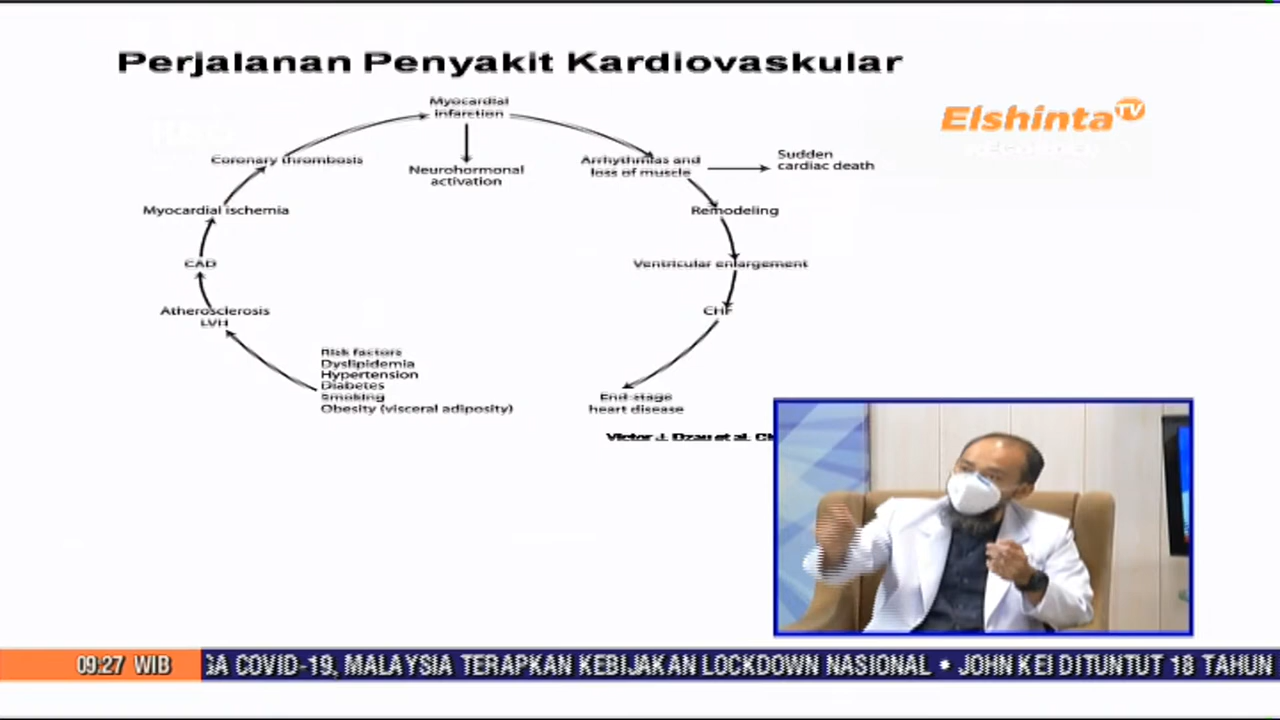 Perjalanan Penyakit Kardiovaskular
Elshinta TV
Myocardial
infarction
Coronary thrombosis
Neurohormonal
activation
Arrhythmias and
loss of muscle
Sudden
cardiac death
Myocardial ischemia
Remodeling
CAD
Ventricular enlargement
Atherosclerosis
LVH
CHF
Risk factors
Dyslipidemia
Hypertension
Diabetes
Smoking
Obesity (visceral adiposity)
End-stage
heart disease
Victor J. Dzau et al.
09:27 WIB
COVID-19, MALAYSIA TERAPKAN KEBIJAKAN LOCKDOWN NASIONAL • JOHN KEI DITUNTUT 18 TAHUN